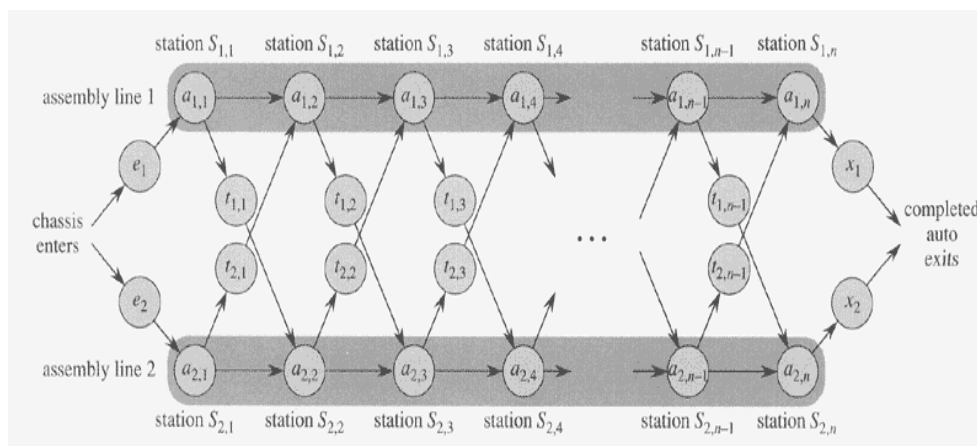 station S1,1 station S1,2 station S1,3 station S1,4 station S1,n−1 station S1,n
assembly line 1 a1,1 a1,2 a1,3 a1,4 a1,n−1 a1,n
e1 x1
t1,1 t1,2 t1,3 t1,n−1
chassis enters ... completed auto exits
t2,1 t2,2 t2,3 t2,n−1
e2 x2
assembly line 2 a2,1 a2,2 a2,3 a2,4 a2,n−1 a2,n
station S2,1 station S2,2 station S2,3 station S2,4 station S2,n−1 station S2,n